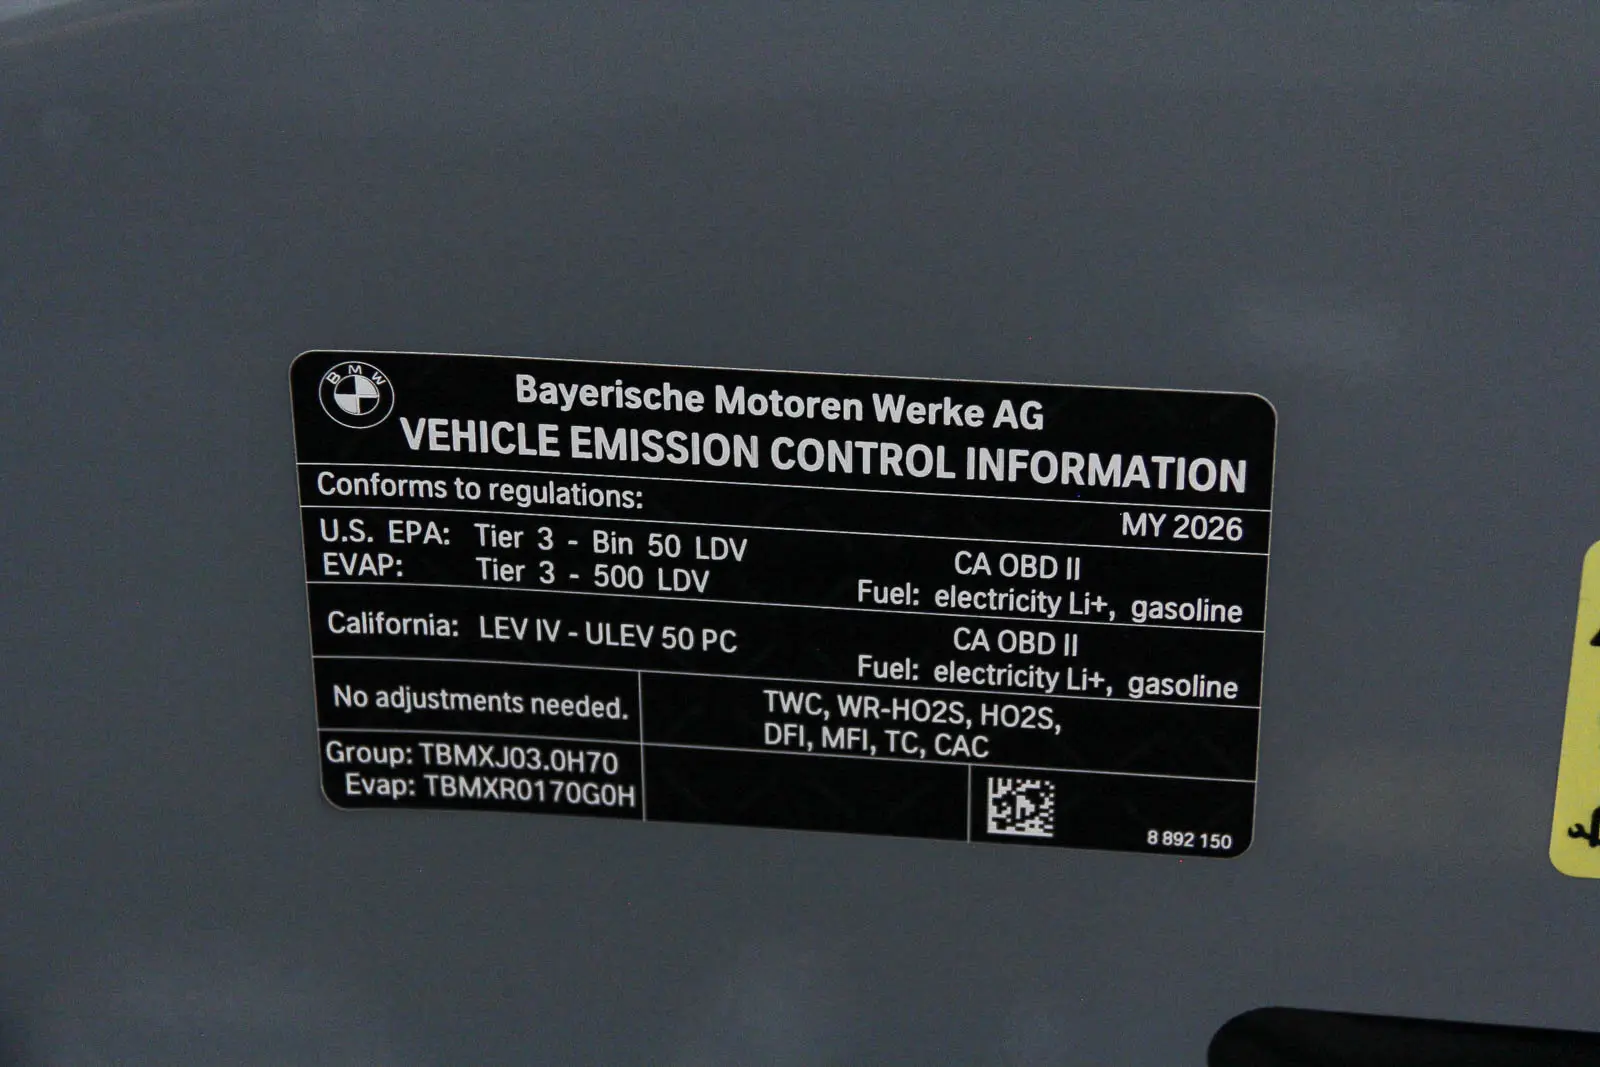 BMW
Bayerische Motoren Werke AG
VEHICLE EMISSION CONTROL INFORMATION
Conforms to regulations:
MY 2026
U.S. EPA: Tier 3 - Bin 50 LDV
EVAP: Tier 3 - 500 LDV
CA OBD II
Fuel: electricity Li+, gasoline
California: LEV IV - ULEV 50 PC
CA OBD II
Fuel: electricity Li+, gasoline
No adjustments needed.
TWC, WR-HO2S, HO2S,
DFI, MFI, TC, CAC
Group: TBMXJ03.0H70
Evap: TBMXR0170G0H
8 892 150